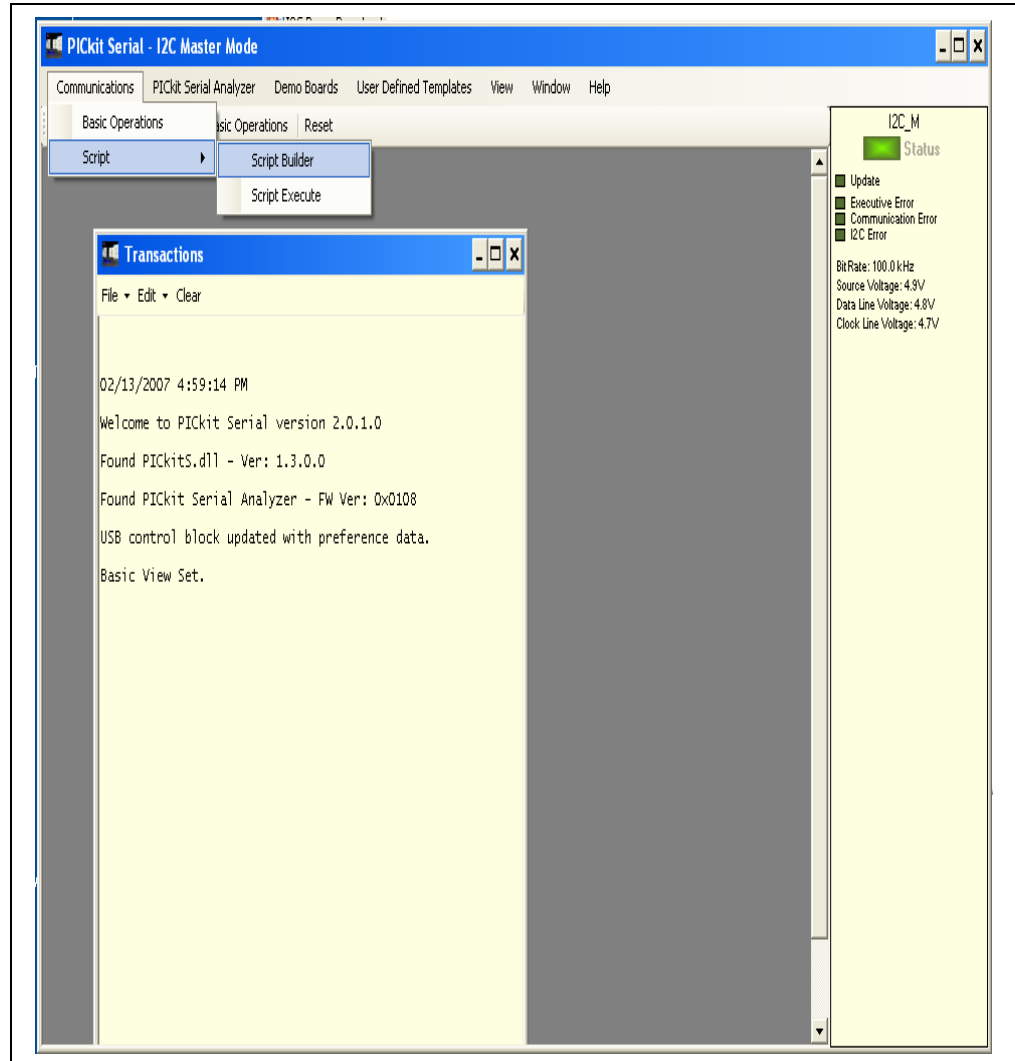 PICkit Serial - I2C Master Mode
Communications PICkit Serial Analyzer Demo Boards User Defined Templates View Window Help
Basic Operations
Operations Reset
Script
Script Builder
Script Execute
Transactions
File Edit Clear
02/13/2007 4:59:14 PM
Welcome to PICkit Serial version 2.0.1.0
Found PICkitS.dll - Ver: 1.3.0.0
Found PICkit Serial Analyzer - FW Ver: 0x0108
USB control block updated with preference data.
Basic View Set.
I2C_M
Status
Update
Executive Error
Communication Error
I2C Error
BitRate: 100.0 kHz
Source Voltage: 4.9V
Data Line Voltage: 4.8V
Clock Line Voltage: 4.7V